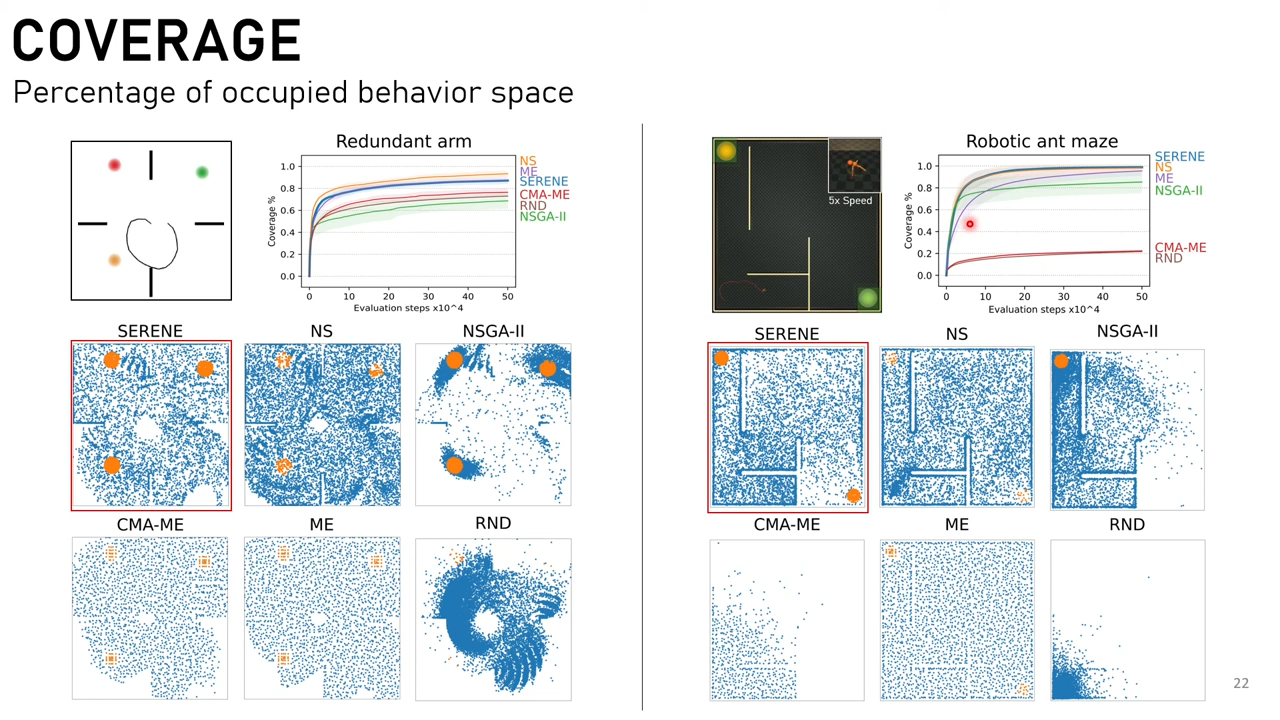 COVERAGE
Percentage of occupied behavior space
Redundant arm
Coverage %
1.0
0.8
0.6
0.4
0.2
0.0
0 10 20 30 40 50
Evaluation steps x10^4
NS
ME
SERENE
CMA-ME
RND
NSGA-II
SERENE NS NSGA-II
CMA-ME ME RND
5x Speed
Robotic ant maze
Coverage %
1.0
0.8
0.6
0.4
0.2
0.0
0 10 20 30 40 50
Evaluation steps x10^4
SERENE
NS
ME
NSGA-II
CMA-ME
RND
SERENE NS NSGA-II
CMA-ME ME RND
22